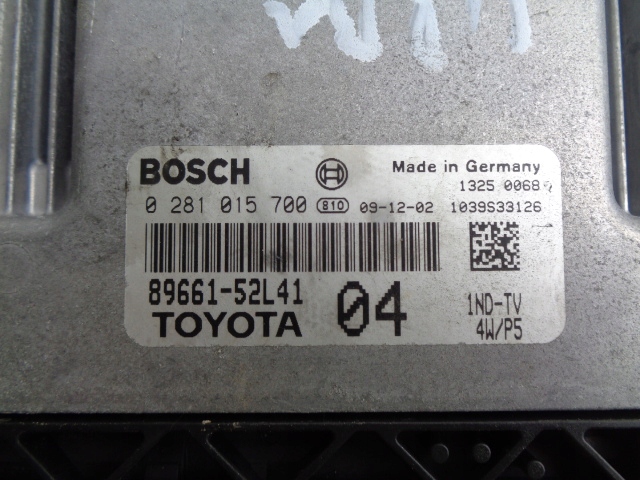 BOSCH Made in Germany
1325 0068
0 281 015 700 810 09-12-02 1039S33126
89661-52L41 04 1ND-TV
TOYOTA 4W/P5